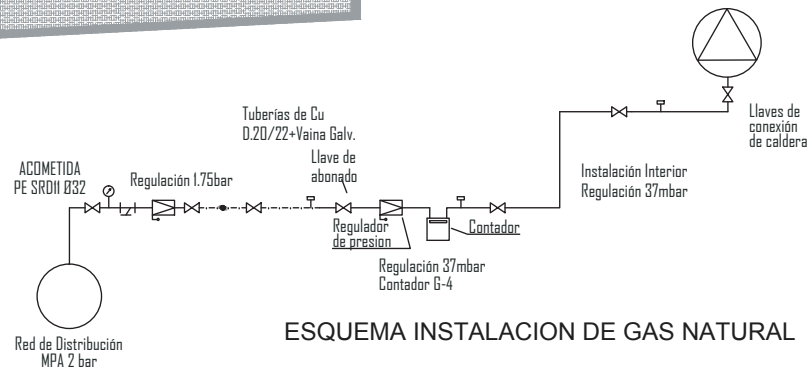 Tuberías de Cu
D.20/22+Vaina Galv.
Llave de
abonado
Llaves de
conexión
de caldera
ACOMETIDA
PE SRD11 Ø32
Regulación 1.75bar
Instalación Interior
Regulación 37mbar
Regulador
de presion
Contador
Regulación 37mbar
Contador G-4
Red de Distribución
MPA 2 bar
ESQUEMA INSTALACION DE GAS NATURAL